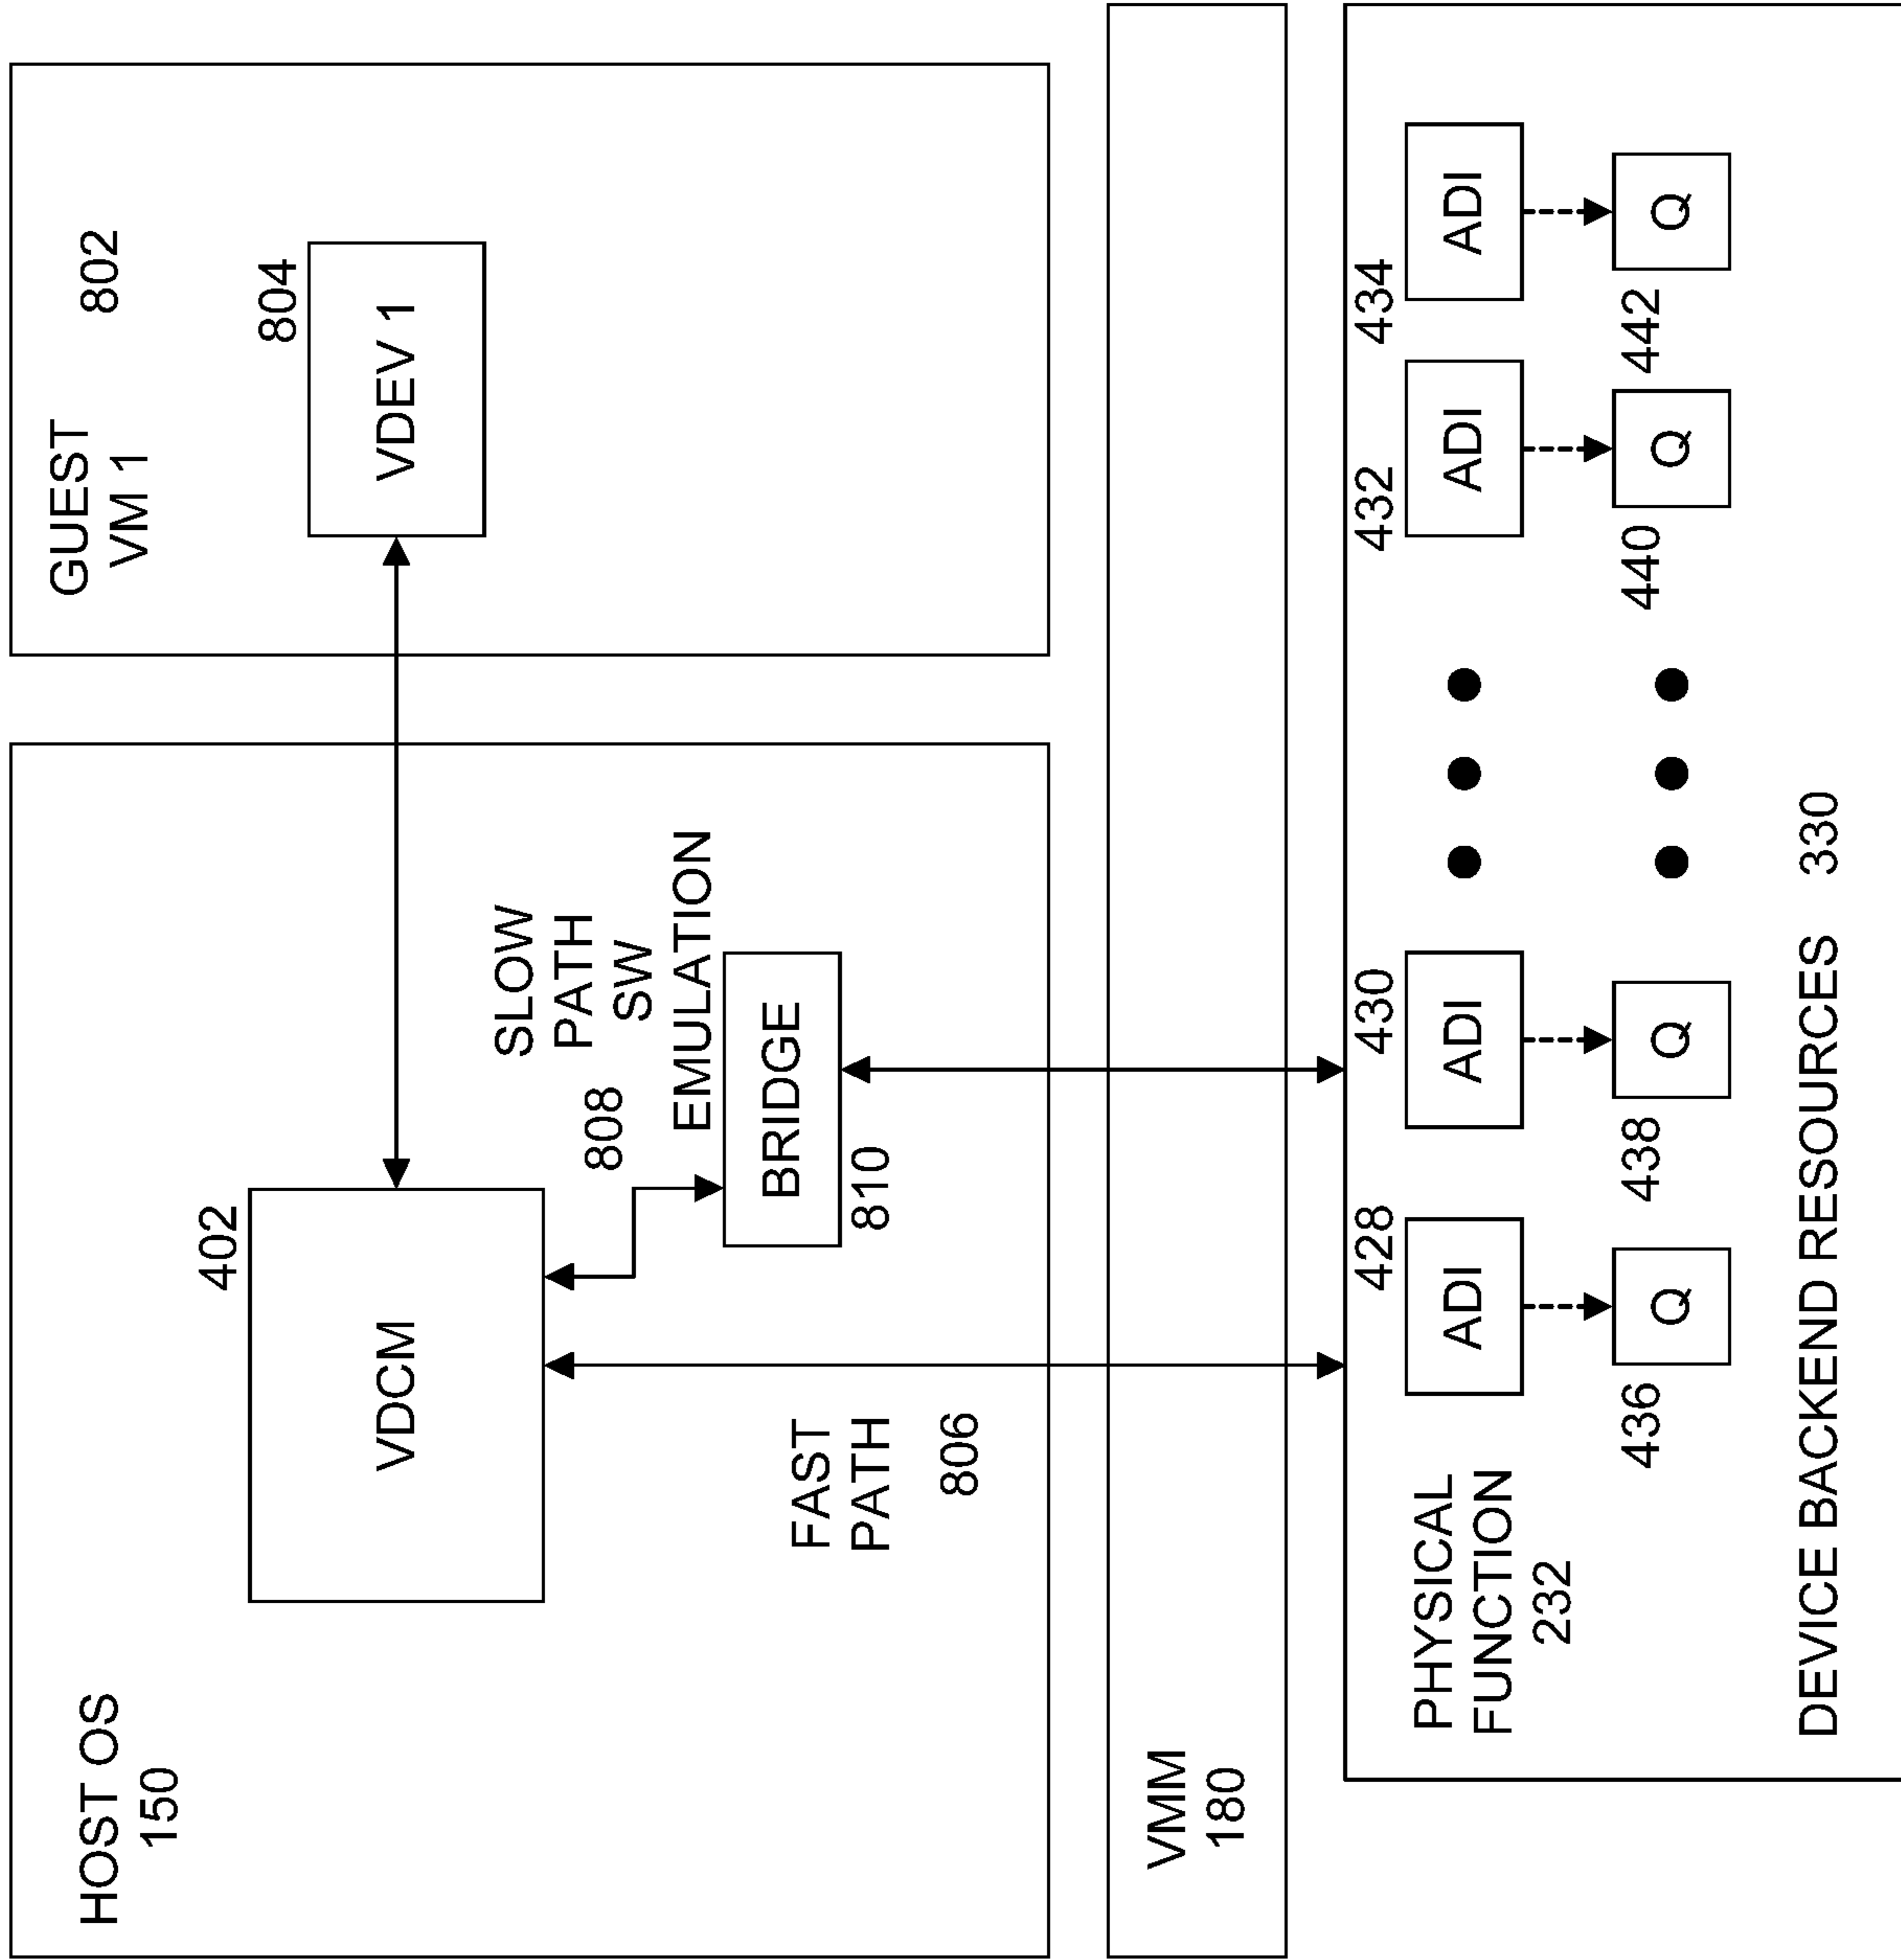 HOST OS
150
402
VDCM
808
SLOW
PATH
SW
EMULATION
BRIDGE
810
FAST
PATH
806
GUEST
VM 1
802
804
VDEV 1
VMM
180
PHYSICAL
FUNCTION
232
428
ADI
430
ADI
432
ADI
434
ADI
436
Q
438
Q
440
Q
442
Q
DEVICE BACKEND RESOURCES 330